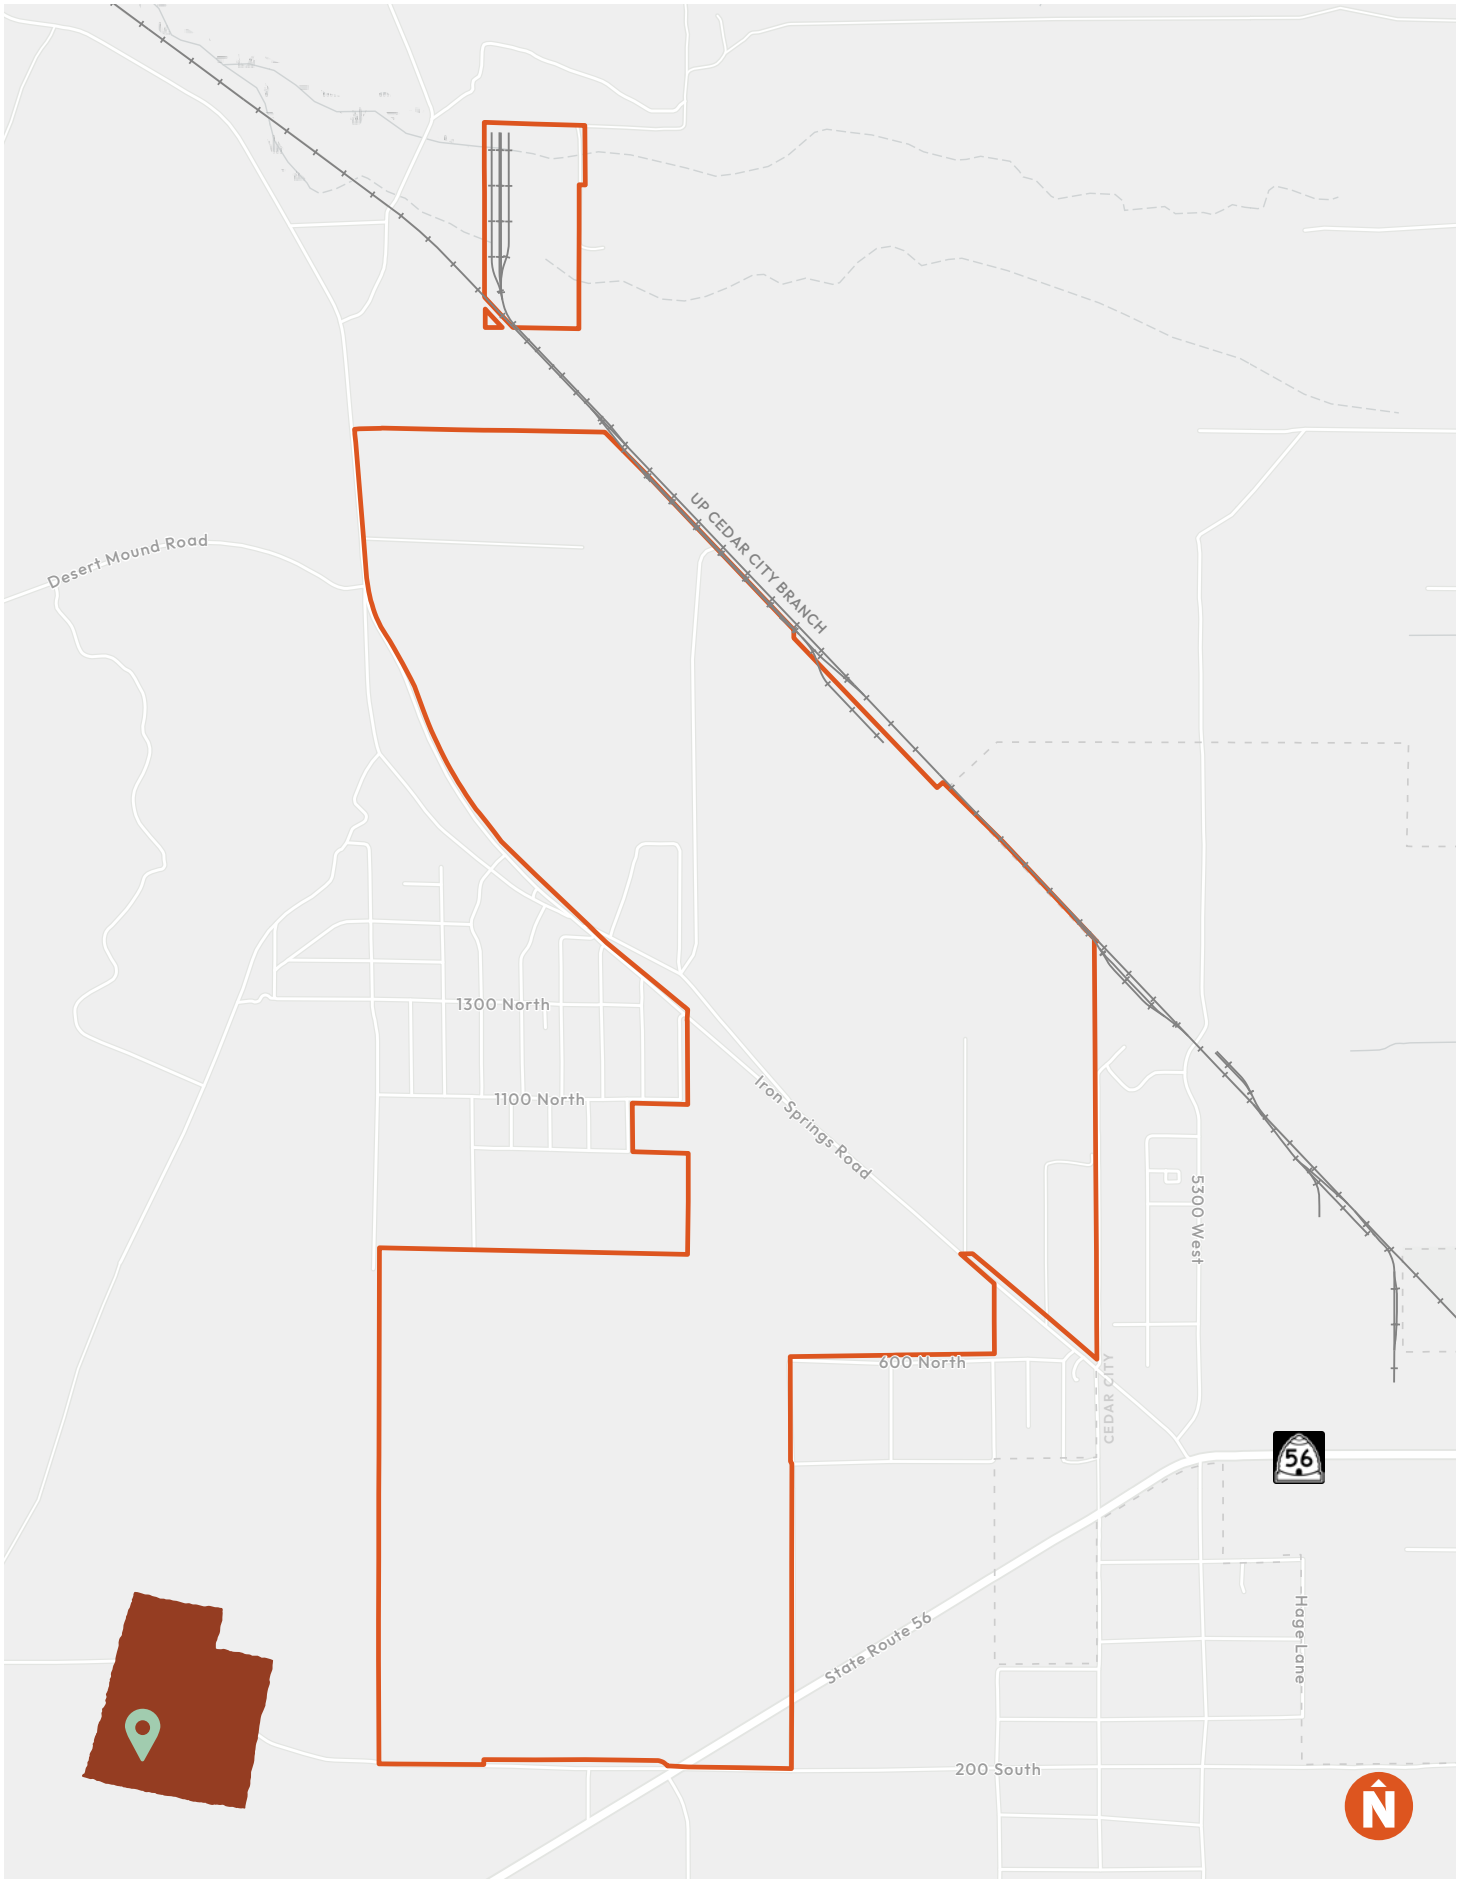 UP CEDAR CITY BRANCH
Desert Mound Road
1300 North
1100 North
Iron Springs Road
5300 West
600 North
CEDAR CITY
56
Hage Lane
State Route 56
200 South
N